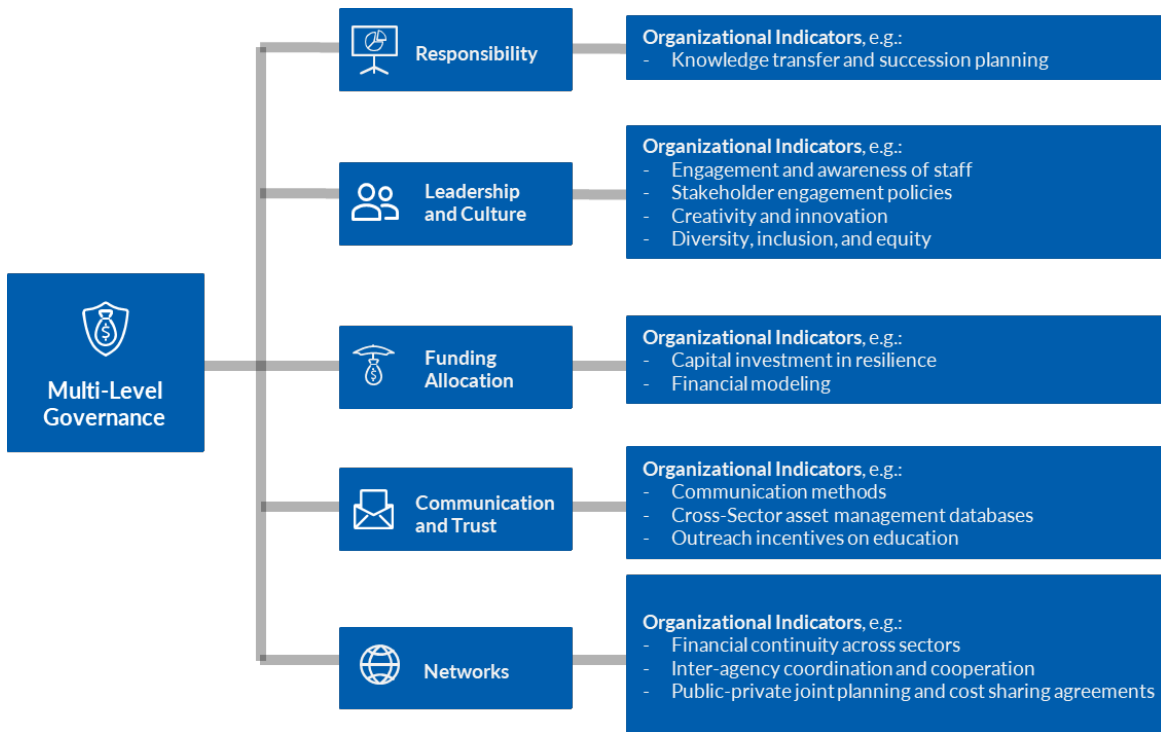 Multi-Level
Governance
Responsibility
Organizational Indicators, e.g.:
- Knowledge transfer and succession planning
Leadership
and Culture
Organizational Indicators, e.g.:
- Engagement and awareness of staff
- Stakeholder engagement policies
- Creativity and innovation
- Diversity, inclusion, and equity
Funding
Allocation
Organizational Indicators, e.g.:
- Capital investment in resilience
- Financial modeling
Communication
and Trust
Organizational Indicators, e.g.:
- Communication methods
- Cross-Sector asset management databases
- Outreach incentives on education
Networks
Organizational Indicators, e.g.:
- Financial continuity across sectors
- Inter-agency coordination and cooperation
- Public-private joint planning and cost sharing agreements